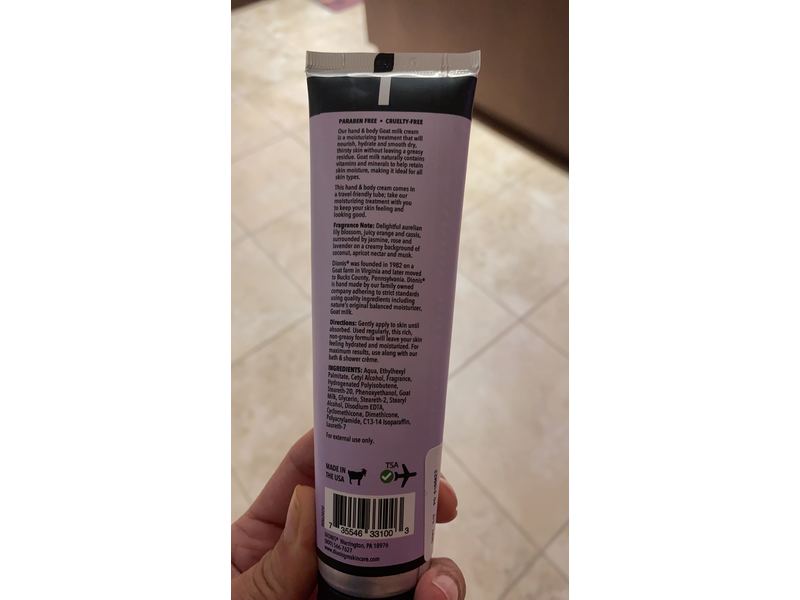 PARABEN FREE • CRUELTY-FREE
Our hand & body Goat milk cream
is a moisturizing treatment that will
nourish, hydrate and smooth dry,
thirsty skin without leaving a greasy
residue. Goat milk naturally contains
vitamins and minerals to help retain
skin moisture, making it ideal for all
skin types.
This hand & body cream comes in
a travel-friendly tube; take our
moisturizing treatment with you
to keep your skin feeling and
looking good.
Fragrance Note: Delightful aurelian
lily blossom, juicy orange and cassis,
surrounded by jasmine, rose and
lavender on a creamy background of
coconut, apricot nectar and musk.
Dionis® was founded in 1982 on a
Goat farm in Virginia and later moved
to Bucks County, Pennsylvania. Dionis®
is hand made by our family owned
company adhering to strict standards
using quality ingredients including
nature's original balanced moisturizer,
Goat milk.
Directions: Gently apply to skin until
absorbed. Used regularly, this rich,
non-greasy formula will leave your skin
feeling hydrated and moisturized. For
maximum results, use along with our
bath & shower crème.
INGREDIENTS: Aqua, Ethylhexyl
Palmitate, Cetyl Alcohol, Fragrance,
Hydrogenated Polyisobutene,
Steareth-20, Phenoxyethanol, Goat
Milk, Glycerin, Steareth-2, Stearyl
Alcohol, Disodium EDTA,
Cyclomethicone, Dimethicone,
Polyacrylamide, C13-14 Isoparaffin,
Laureth-7
For external use only.
MADE IN
THE USA
TSA
7 35546 33100 3
DIONIS® Warrington, PA 18976
(800) 566-7627
www.dionisgmskincare.com